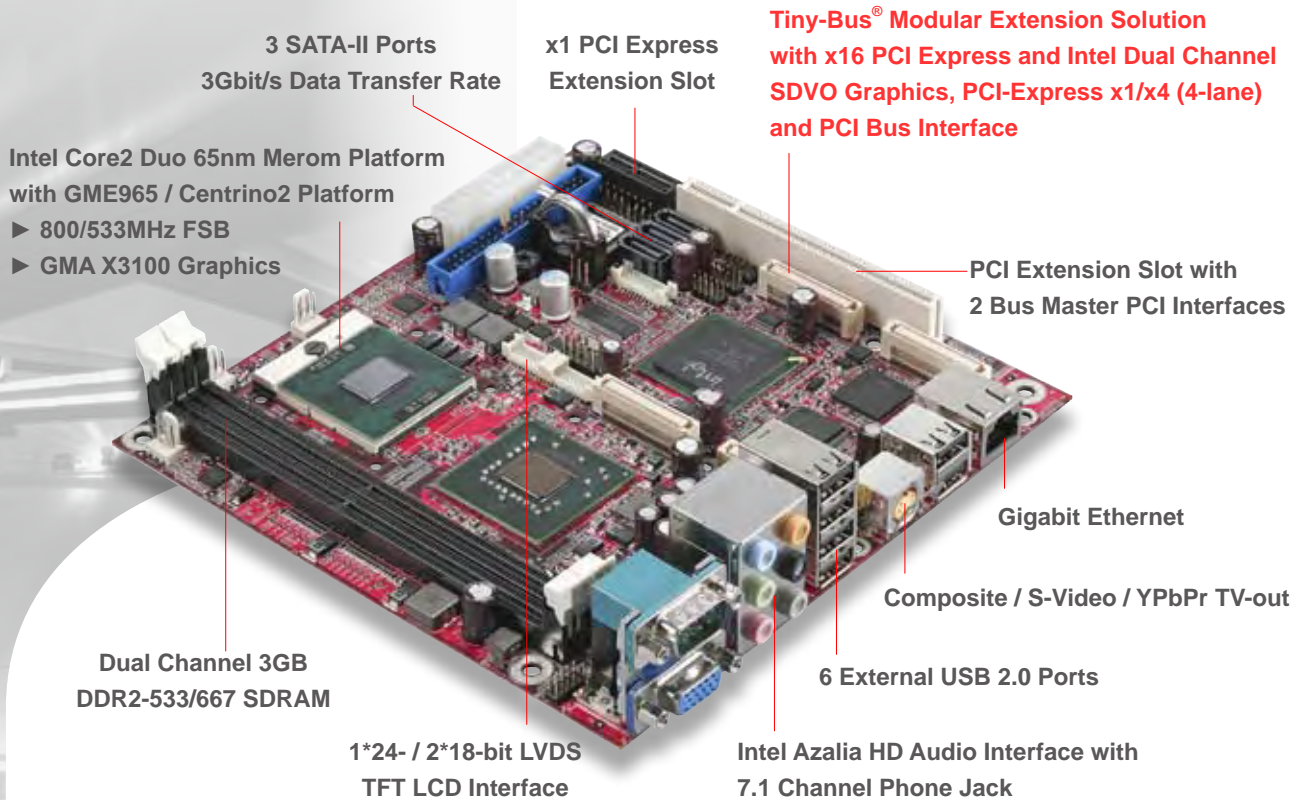 3 SATA-II Ports
3Gbit/s Data Transfer Rate
x1 PCI Express
Extension Slot
Tiny-Bus® Modular Extension Solution
with x16 PCI Express and Intel Dual Channel
SDVO Graphics, PCI-Express x1/x4 (4-lane)
and PCI Bus Interface
Intel Core2 Duo 65nm Merom Platform
with GME965 / Centrino2 Platform
► 800/533MHz FSB
► GMA X3100 Graphics
PCI Extension Slot with
2 Bus Master PCI Interfaces
Gigabit Ethernet
Composite / S-Video / YPbPr TV-out
6 External USB 2.0 Ports
Dual Channel 3GB
DDR2-533/667 SDRAM
1*24- / 2*18-bit LVDS
TFT LCD Interface
Intel Azalia HD Audio Interface with
7.1 Channel Phone Jack